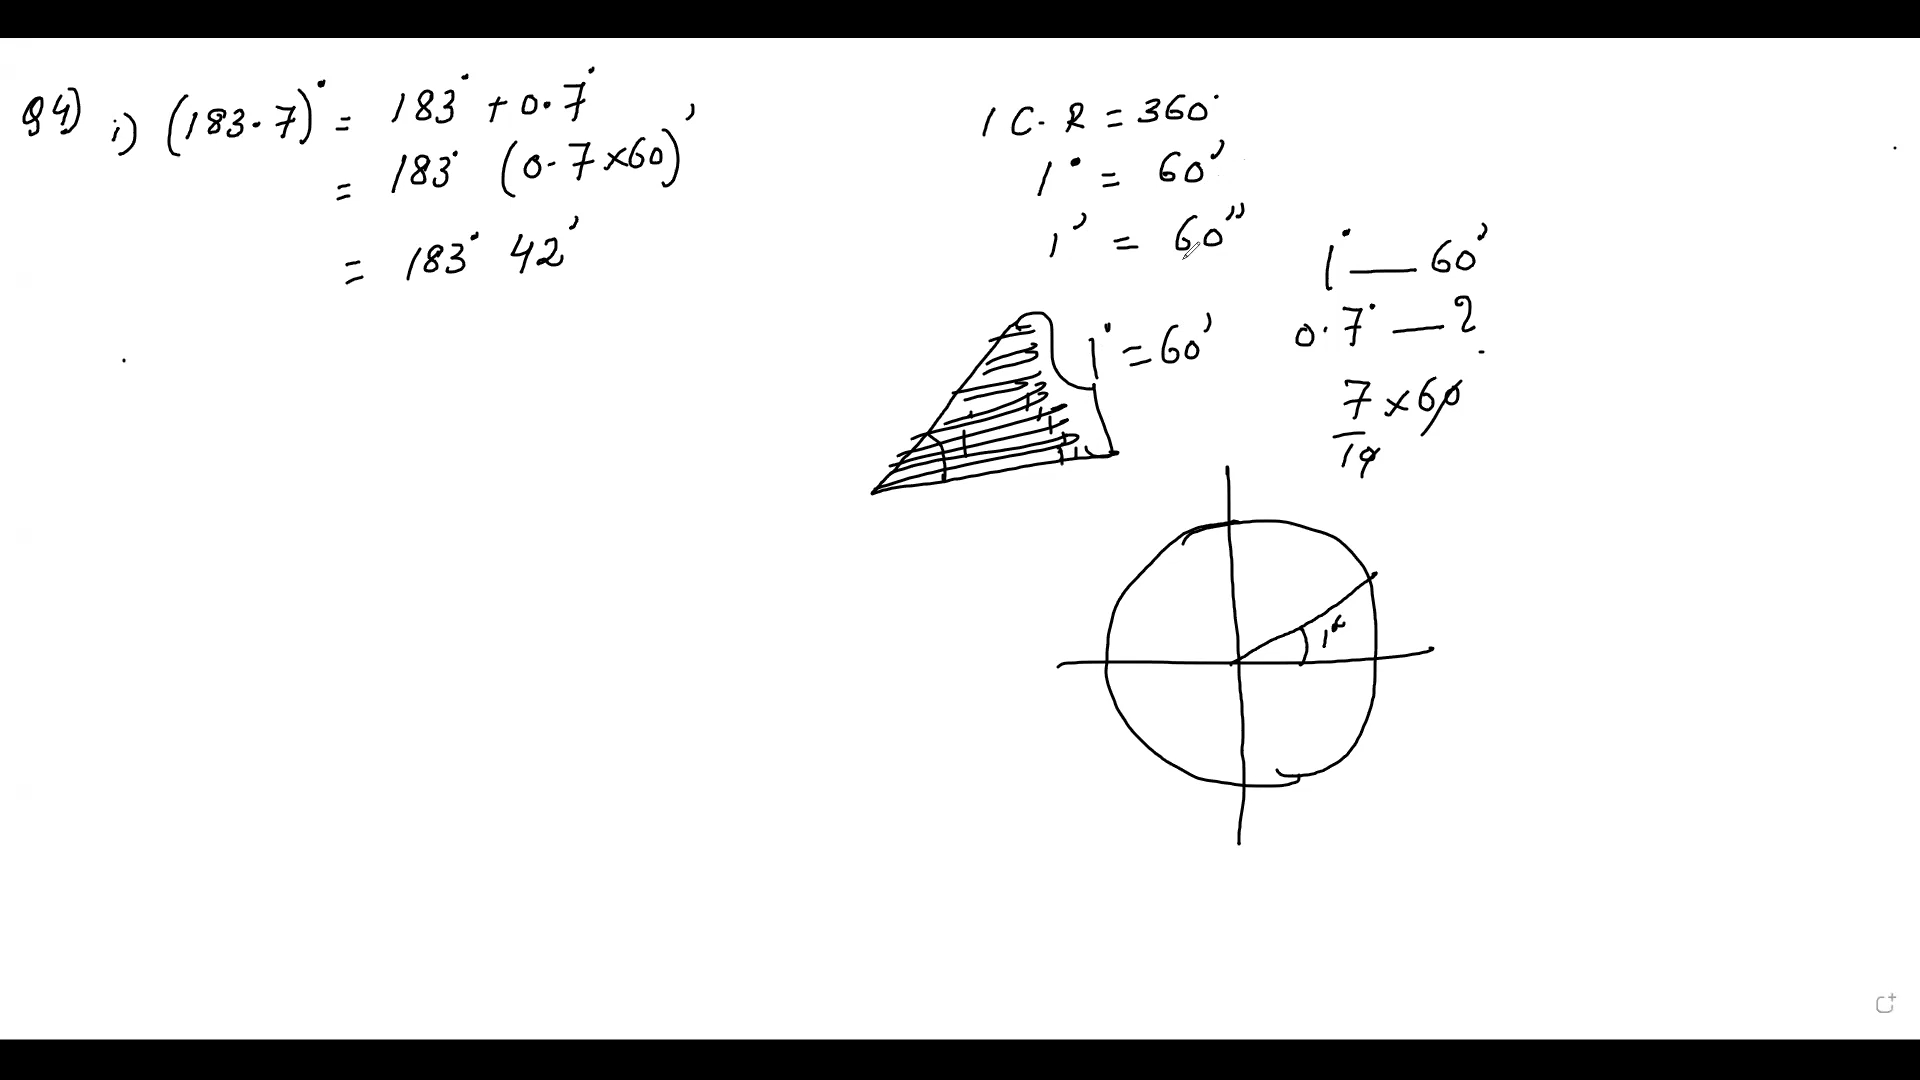 Q4) i) (183.7)° = 183° + 0.7°
= 183° (0.7×60)'
= 183° 42'
1 C.R = 360°
1° = 60'
1' = 60"
1° = 60'
1° — 60'
0.7° — ?
7/10 × 60